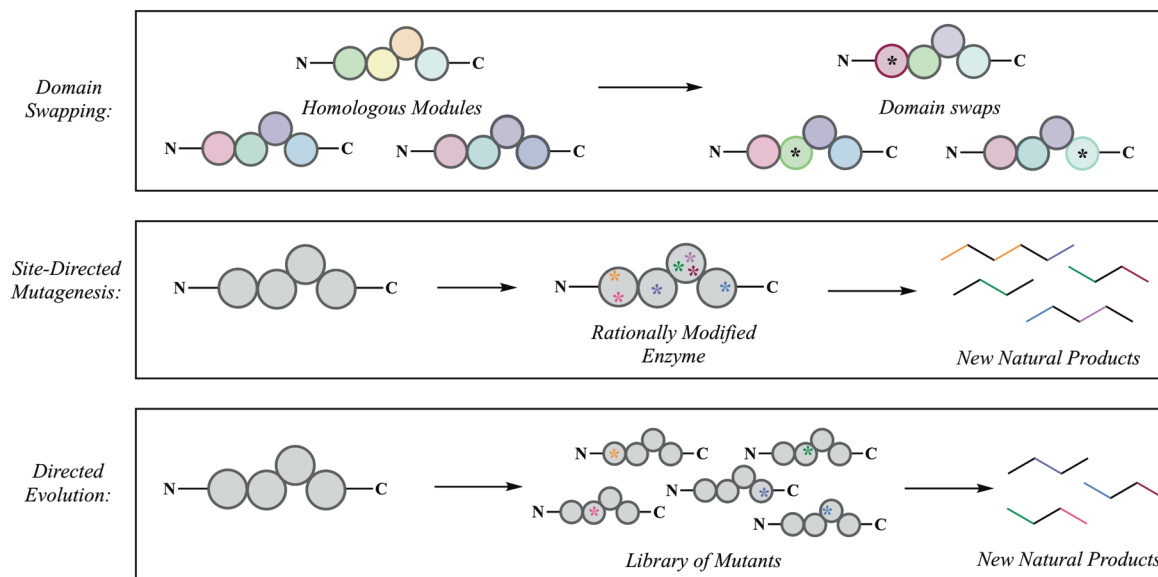 Domain
Swapping:
N C
Homologous Modules
N C
N C
N * C
Domain swaps
N * C
N * C
Site-Directed
Mutagenesis:
N C
N * * * * * * * C
Rationally Modified
Enzyme
New Natural Products
Directed
Evolution:
N C
N * C
N * C
N * C
N * C
N * C
Library of Mutants
New Natural Products